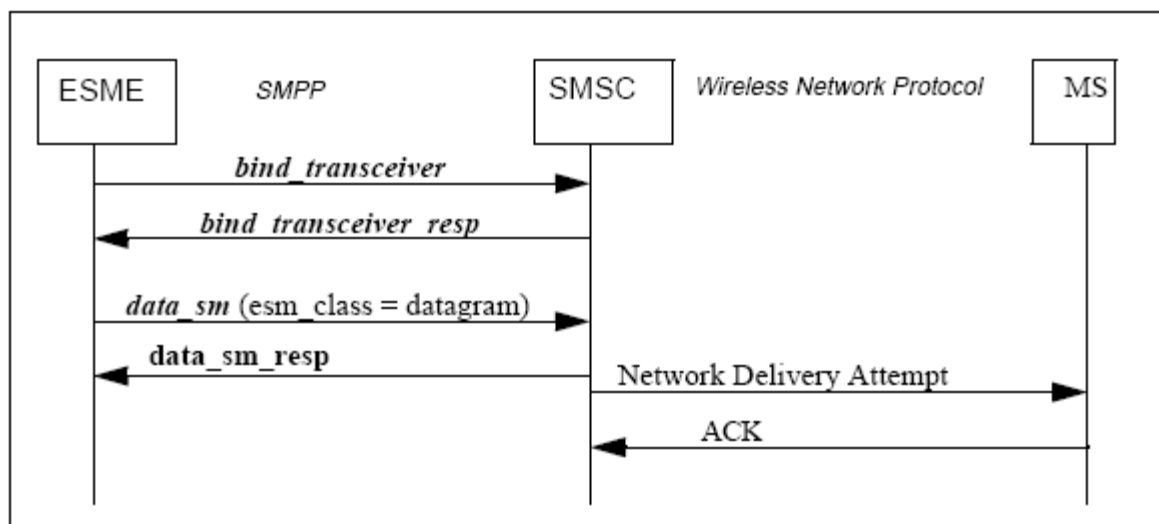 ESME
SMPP
SMSC
Wireless Network Protocol
MS
bind_transceiver
bind_transceiver_resp
data_sm (esm_class = datagram)
data_sm_resp
Network Delivery Attempt
ACK